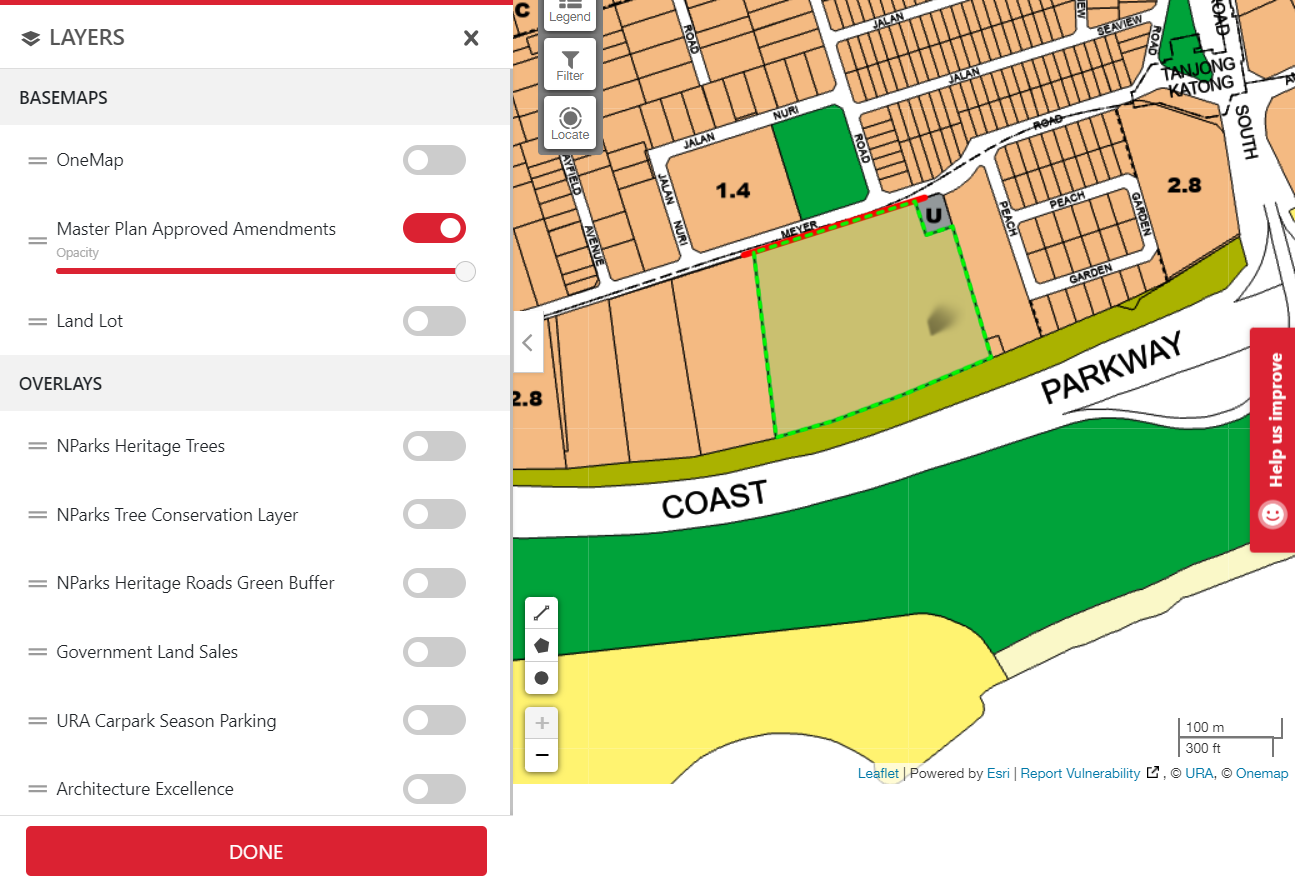 LAYERS
BASEMAPS
OneMap
Master Plan Approved Amendments
Opacity
Land Lot
OVERLAYS
NParks Heritage Trees
NParks Tree Conservation Layer
NParks Heritage Roads Green Buffer
Government Land Sales
URA Carpark Season Parking
Architecture Excellence
DONE
C
Legend
Filter
Locate
ROAD
JALAN
SEAVIEW
ROAD
ROAD
JALAN
TANJONG
KATONG
SOUTH
JALAN
NURI
ROAD
ROAD
JALAN
NURI
1.4
MEYER
U
AVENUE
PEACH
PEACH
GARDEN
GARDEN
2.8
2.8
COAST
PARKWAY
Help us improve
100 m
300 ft
Leaflet | Powered by Esri | Report Vulnerability , © URA, © Onemap